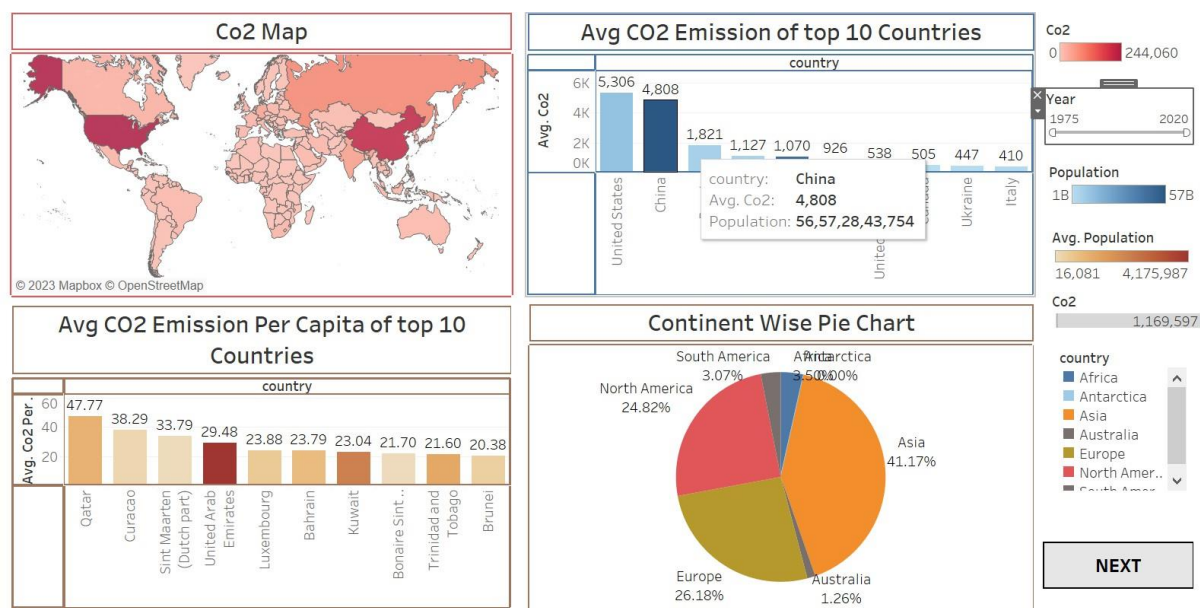 Co2 Map
© 2023 Mapbox © OpenStreetMap
Avg CO2 Emission of top 10 Countries
country
Avg. Co2
6K
4K
2K
0K
5,306
4,808
1,821
1,127
1,070
926
538
505
447
410
United States
China
Ukraine
Italy
country: China
Avg. Co2: 4,808
Population: 56,57,28,43,754
Co2
0 244,060
Year
1975 2020
Population
1B 57B
Avg. Population
16,081 4,175,987
Co2
1,169,597
country
Africa
Antarctica
Asia
Australia
Europe
North Amer..
NEXT
Avg CO2 Emission Per Capita of top 10
Countries
country
Avg. Co2 Per.
60
40
20
47.77
38.29
33.79
29.48
23.88
23.79
23.04
21.70
21.60
20.38
Qatar
Curacao
Sint Maarten
(Dutch part)
United Arab
Emirates
Luxembourg
Bahrain
Kuwait
Bonaire Sint..
Trinidad and
Tobago
Brunei
Continent Wise Pie Chart
South America
3.07%
Africa
3.50%
Antarctica
0.00%
North America
24.82%
Asia
41.17%
Europe
26.18%
Australia
1.26%